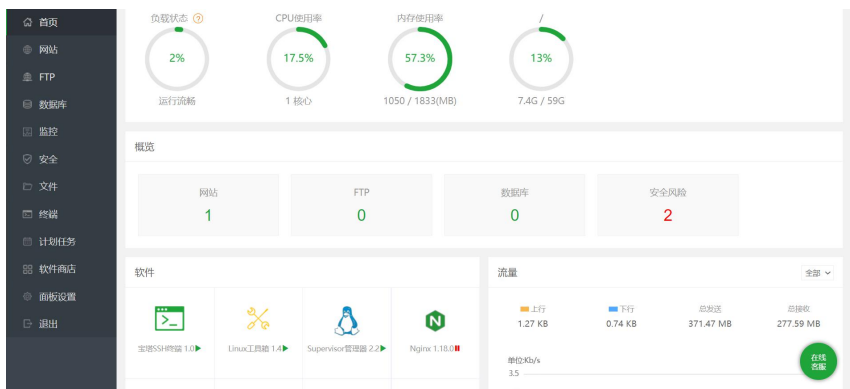 首页
网站
FTP
数据库
监控
安全
文件
终端
计划任务
软件商店
面板设置
退出
负载状态 ?
CPU使用率
内存使用率
/
2%
17.5%
57.3%
13%
运行流畅
1 核心
1050 / 1833(MB)
7.4G / 59G
概览
网站
FTP
数据库
安全风险
1
0
0
2
软件
宝塔SSH终端 1.0
Linux工具箱 1.4
Supervisor管理器 2.2
Nginx 1.18.0
流量
全部
上行
下行
总发送
总接收
1.27 KB
0.74 KB
371.47 MB
277.59 MB
单位:Kb/s
3.5
在线
客服